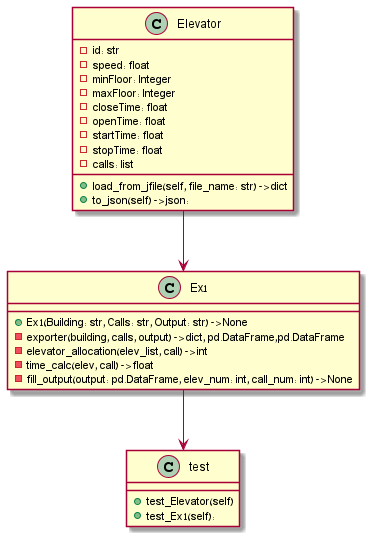 C Elevator
id: str
speed: float
minFloor: Integer
maxFloor: Integer
closeTime: float
openTime: float
startTime: float
stopTime: float
calls: list
load_from_jfile(self, file_name: str)->dict
to_json(self)->json:
C Ex1
Ex1(Building: str, Calls: str, Output: str)->None
exporter(building, calls, output)->dict, pd.DataFrame,pd.DataFrame
elevator_allocation(elev_list, call)->int
time_calc(elev, call)->float
fill_output(output: pd.DataFrame, elev_num: int, call_num: int)->None
C test
test_Elevator(self)
test_Ex1(self):